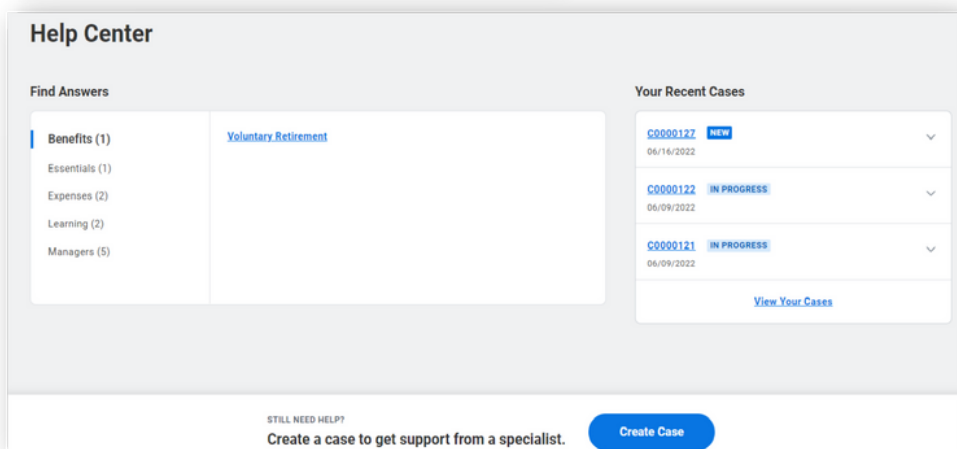 Help Center
Find Answers
Benefits (1)
Essentials (1)
Expenses (2)
Learning (2)
Managers (5)
Voluntary Retirement
Your Recent Cases
C0000127 NEW
06/16/2022
C0000122 IN PROGRESS
06/09/2022
C0000121 IN PROGRESS
06/09/2022
View Your Cases
STILL NEED HELP?
Create a case to get support from a specialist.
Create Case